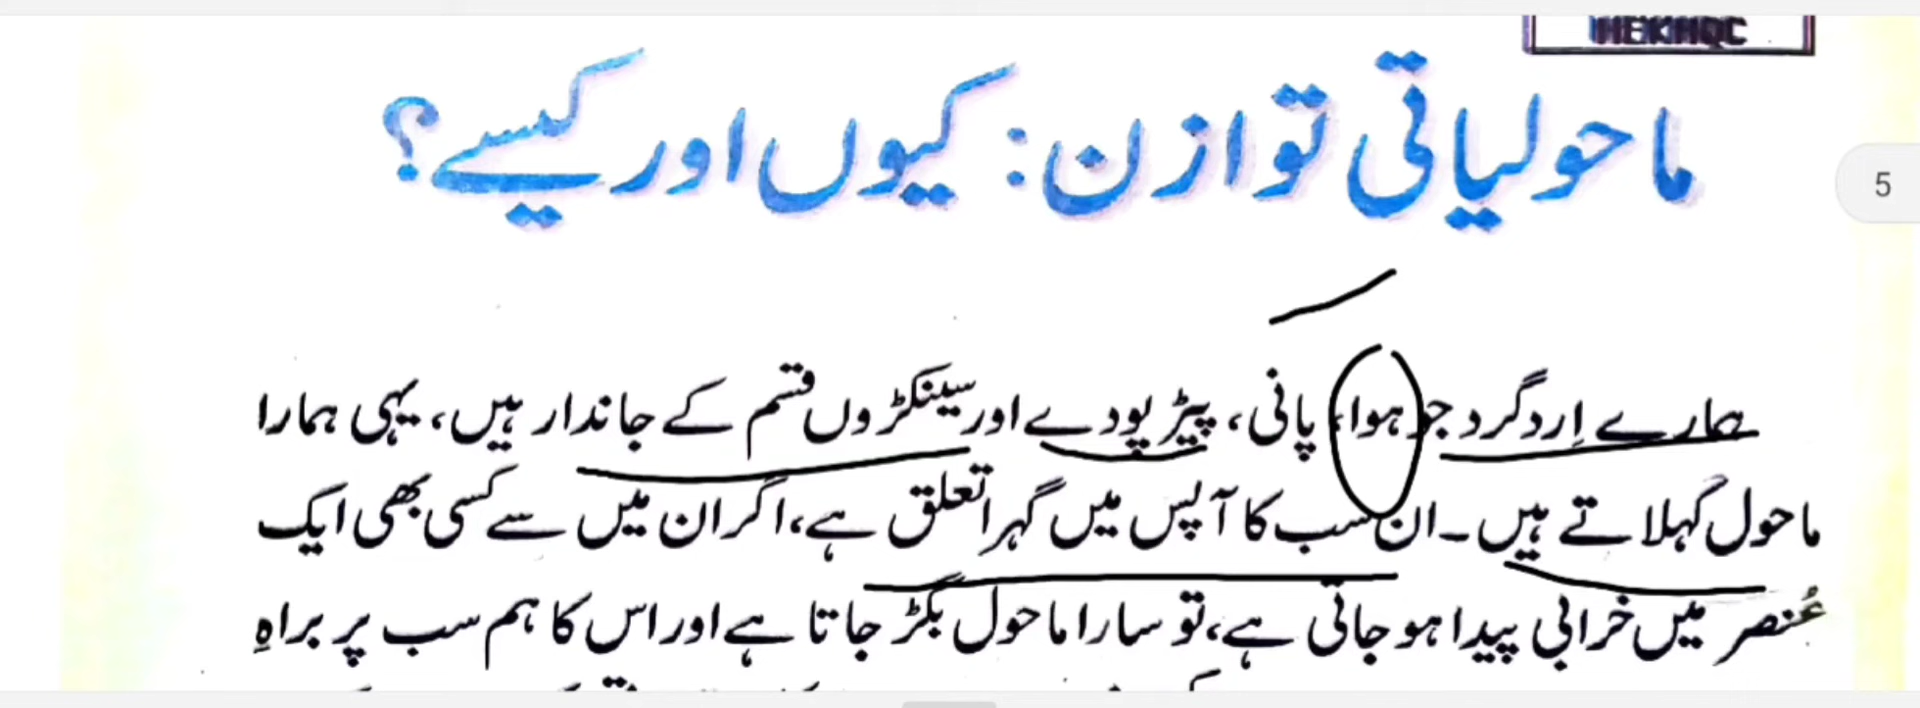 HEKHQC
ماحولیاتی توازن: کیوں اور کیسے؟
5
ہمارے اِردگرد جو ہوا، پانی، پیڑ پودے اور سینکڑوں قسم کے جاندار ہیں، یہی ہمارا
ماحول کہلاتے ہیں۔ ان سب کا آپس میں گہرا تعلق ہے، اگر ان میں سے کسی بھی ایک
عُنصر میں خرابی پیدا ہو جاتی ہے، تو سارا ماحول بگڑ جاتا ہے اور اس کا ہم سب پر براہِ